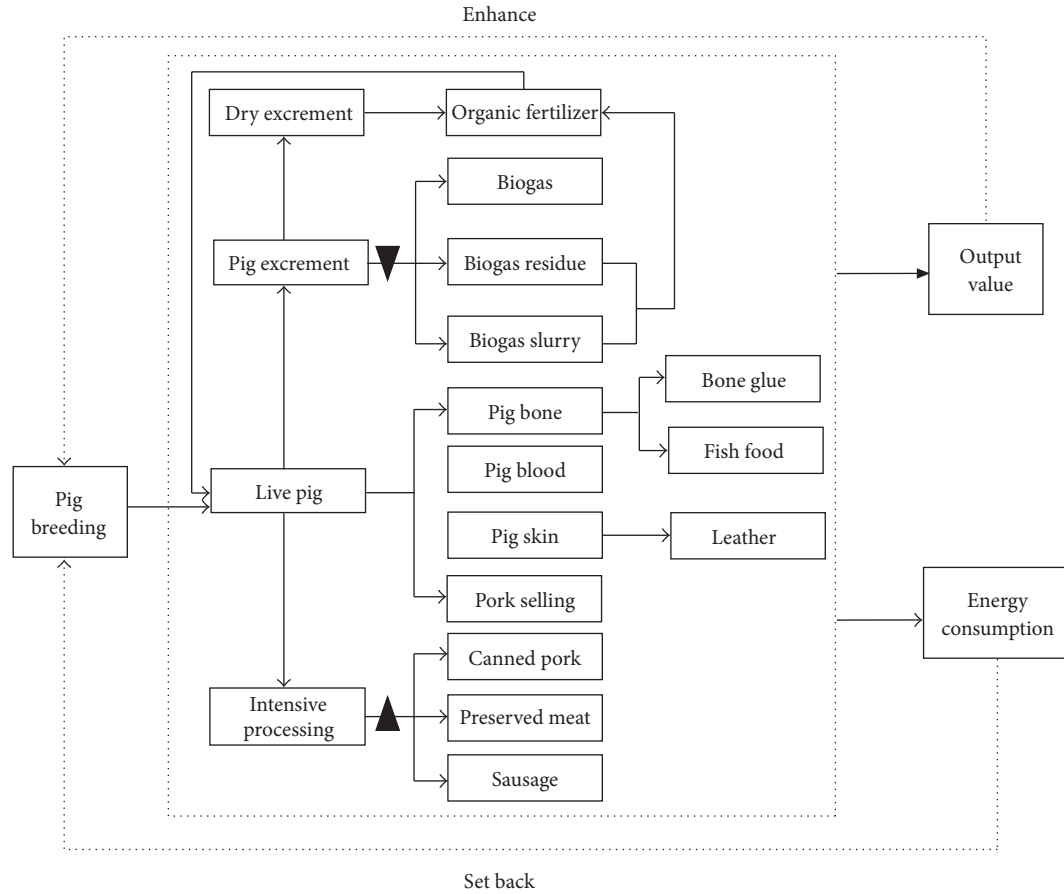 Enhance
Dry excrement
Organic fertilizer
Biogas
Pig excrement
Biogas residue
Output
value
Biogas slurry
Bone glue
Pig bone
Fish food
Pig blood
Live pig
Pig
breeding
Pig skin
Leather
Pork selling
Energy
consumption
Canned pork
Intensive
processing
Preserved meat
Sausage
Set back